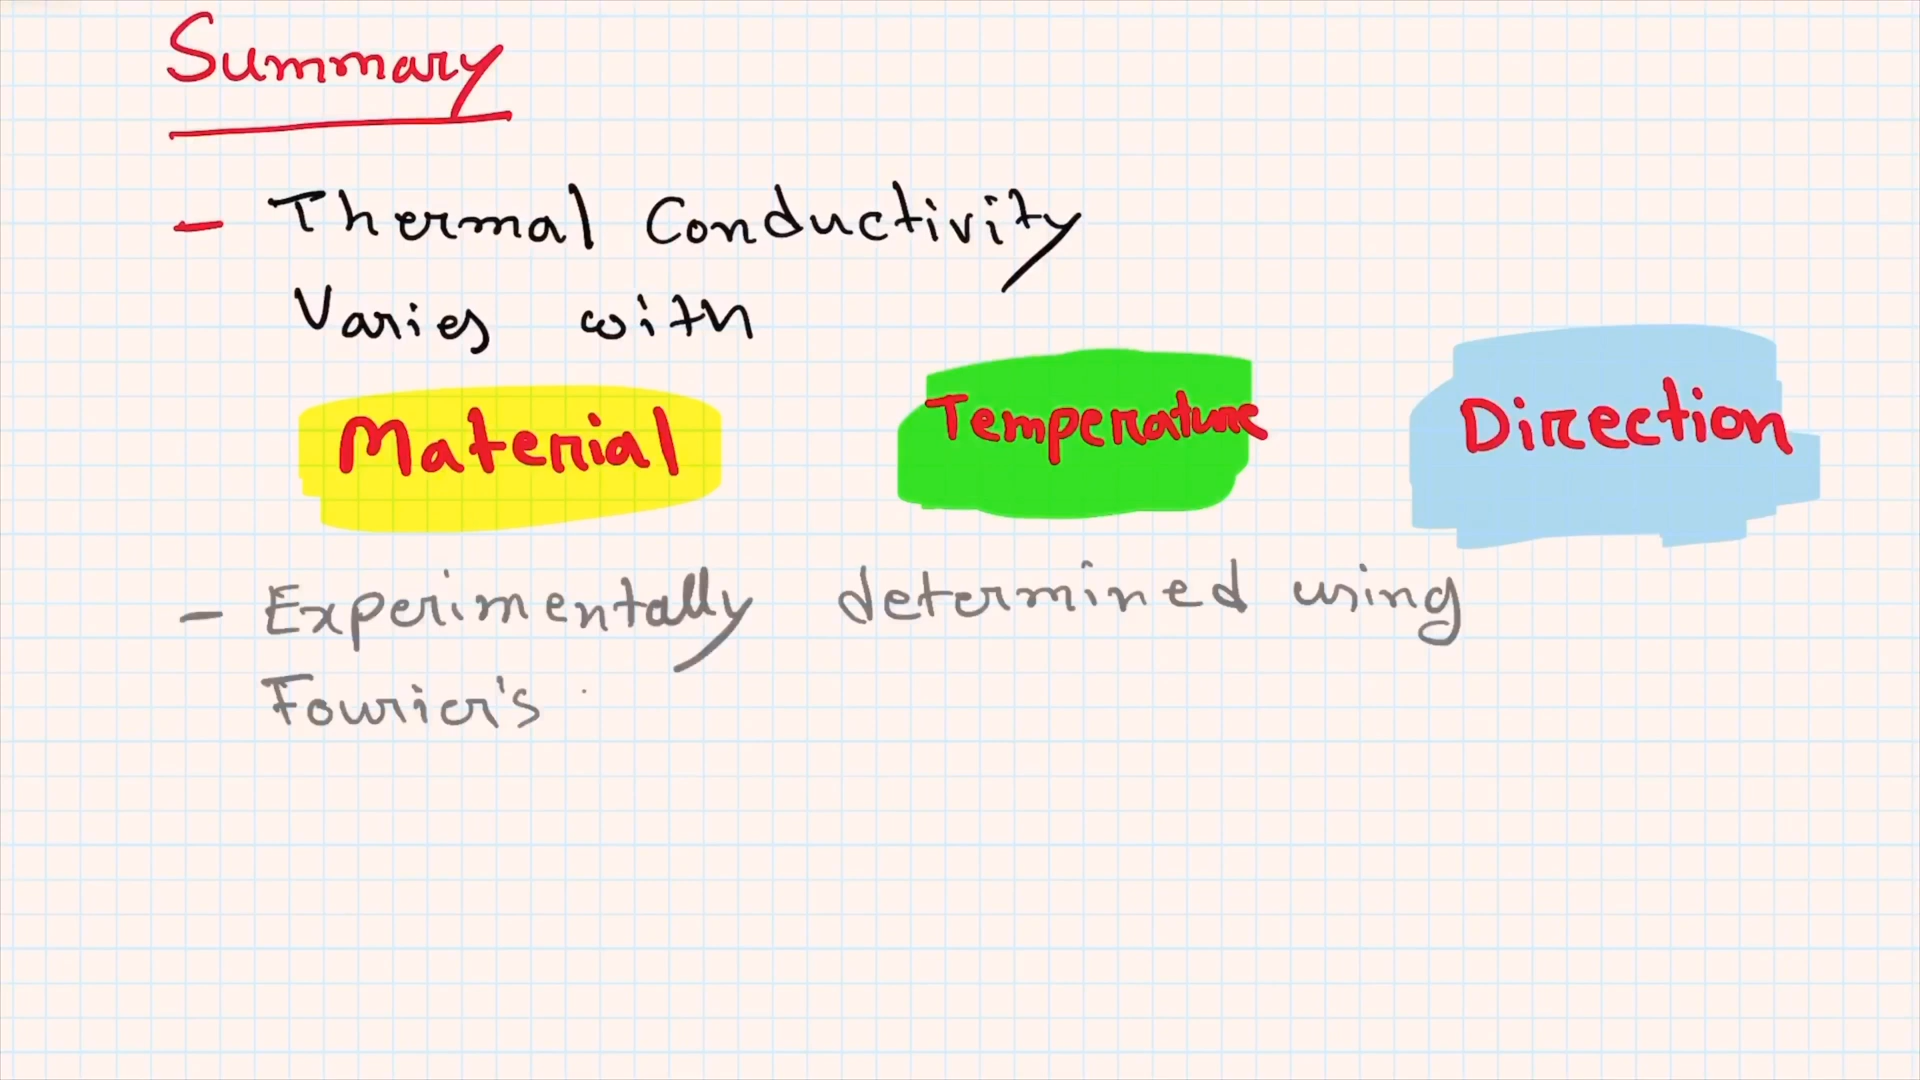 Summary
- Thermal Conductivity
Varies with
Material Temperature Direction
- Experimentally determined using
Fourier's